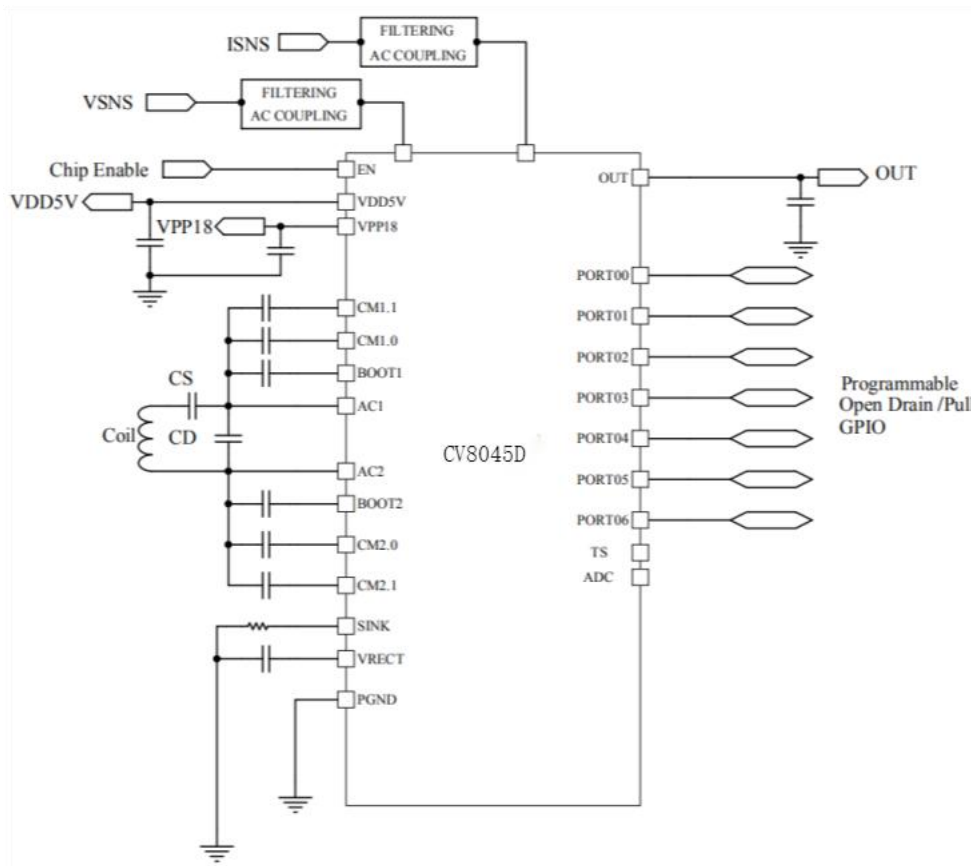 ISNS
FILTERING
AC COUPLING
VSNS
FILTERING
AC COUPLING
Chip Enable
EN
VDD5V
VDD5V
VPP18
VPP18
CM1.1
CM1.0
BOOT1
CS
AC1
Coil
CD
AC2
BOOT2
CM2.0
CM2.1
SINK
VRECT
PGND
CV8045D
OUT
OUT
PORT00
PORT01
PORT02
PORT03
PORT04
PORT05
PORT06
TS
ADC
Programmable
Open Drain /Pull
GPIO